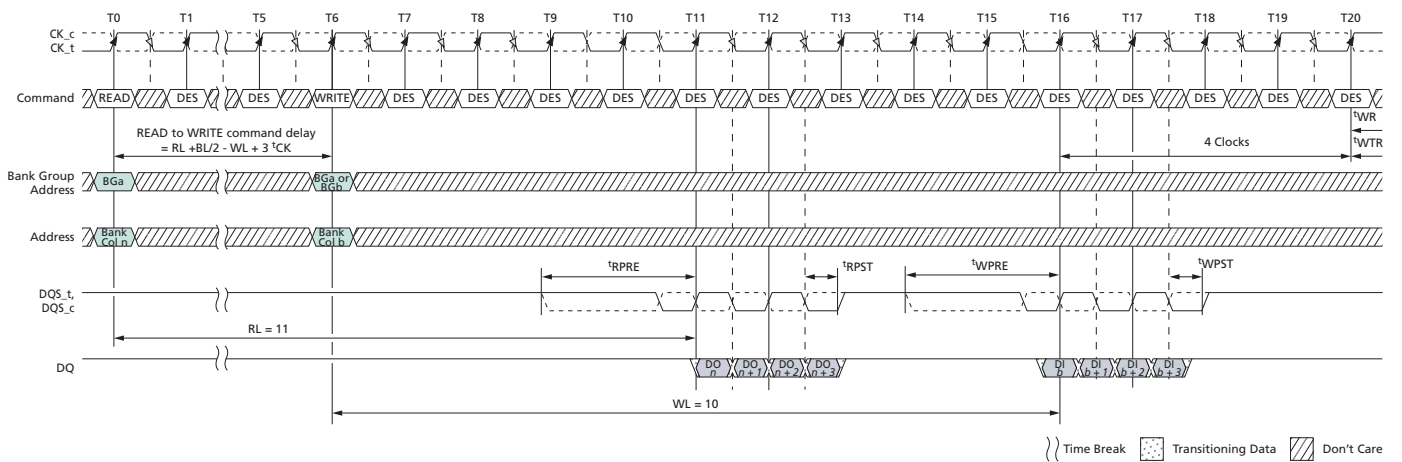 T0 T1 T5 T6 T7 T8 T9 T10 T11 T12 T13 T14 T15 T16 T17 T18 T19 T20
CK_c
CK_t
Command READ DES DES WRITE DES DES DES DES DES DES DES DES DES DES DES DES DES DES
tWR
READ to WRITE command delay
= RL +BL/2 - WL + 3 tCK
4 Clocks
tWTR
Bank Group
Address
BGa
BGa or
BGb
Address
Bank
Col n
Bank
Col b
tRPRE tRPST tWPRE tWPST
DQS_t,
DQS_c
RL = 11
DQ
DO
n
DO
n + 1
DO
n + 2
DO
n + 3
DI
b
DI
b + 1
DI
b + 2
DI
b + 3
WL = 10
Time Break Transitioning Data Don't Care